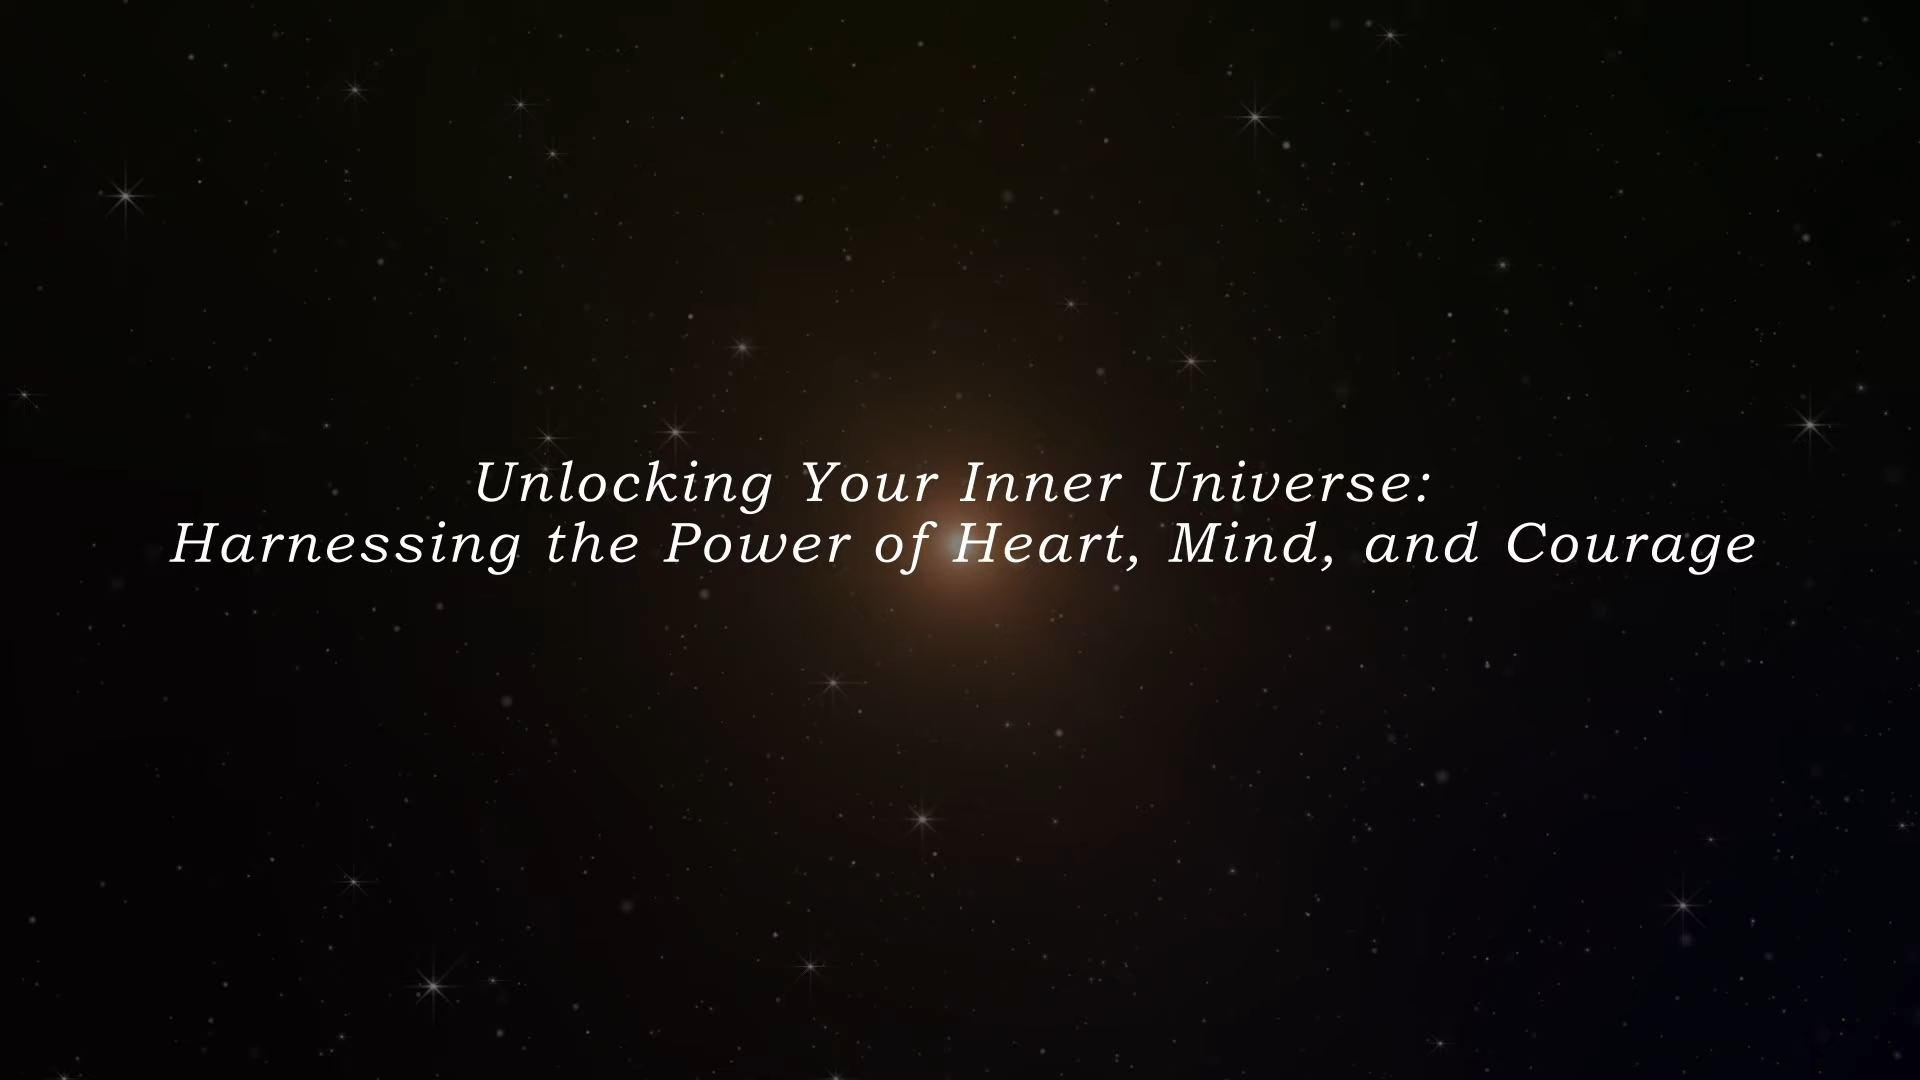 Unlocking Your Inner Universe:
Harnessing the Power of Heart, Mind, and Courage